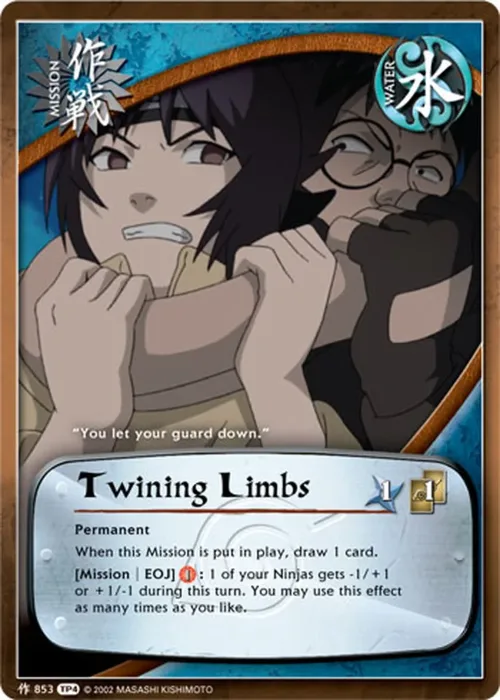 MISSION
作戦
WATER
水
"You let your guard down."
Twining Limbs
1
1
Permanent
When this Mission is put in play, draw 1 card.
[Mission | EOJ] 1 : 1 of your Ninjas gets -1/+1
or +1/-1 during this turn. You may use this effect
as many times as you like.
作 853 TP4 © 2002 MASASHI KISHIMOTO